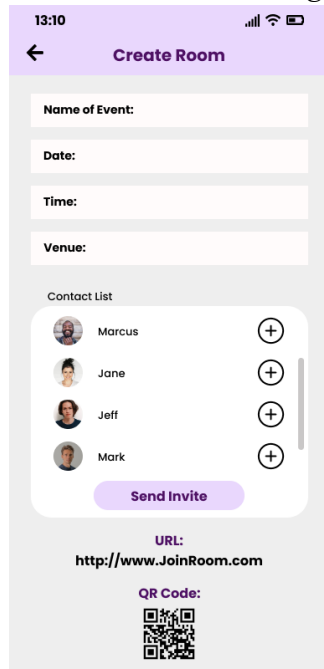 13:10
Create Room
Name of Event:
Date:
Time:
Venue:
Contact List
Marcus
Jane
Jeff
Mark
Send Invite
URL:
http://www.JoinRoom.com
QR Code: